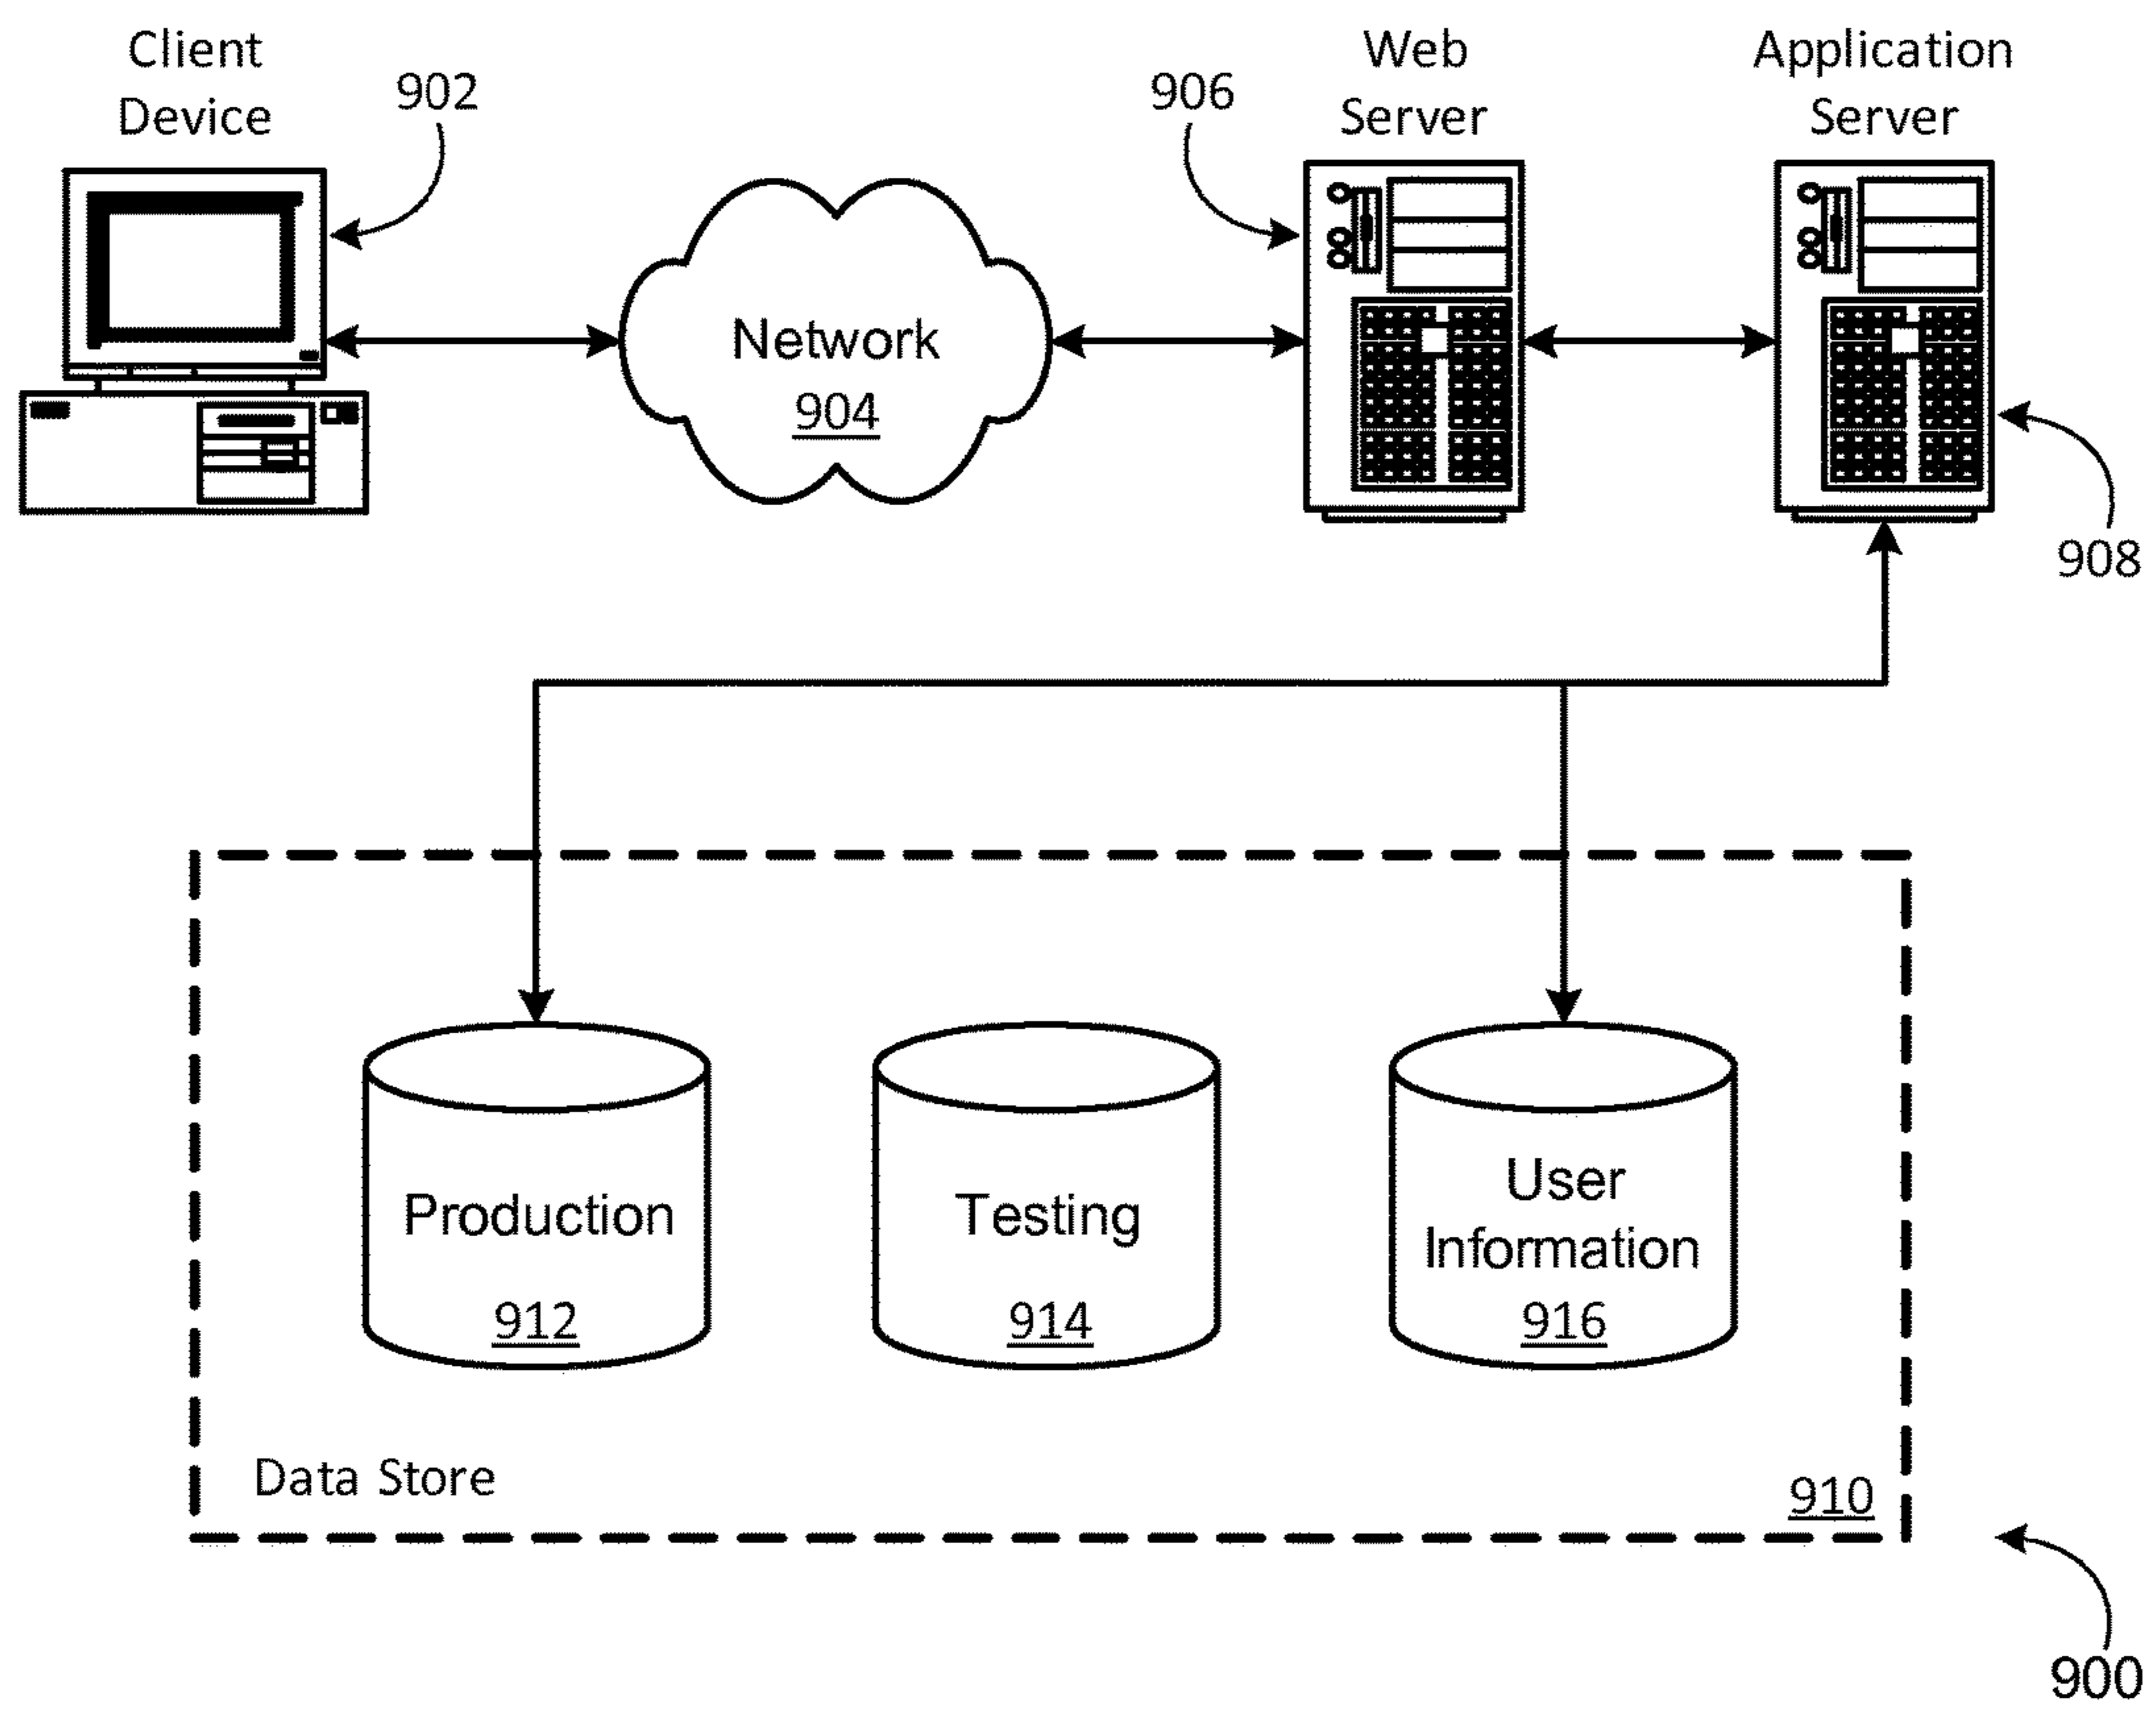 Client
Device
902
906
Web
Server
Application
Server
Network
904
908
Production
912
Testing
914
User
Information
916
Data Store
910
900